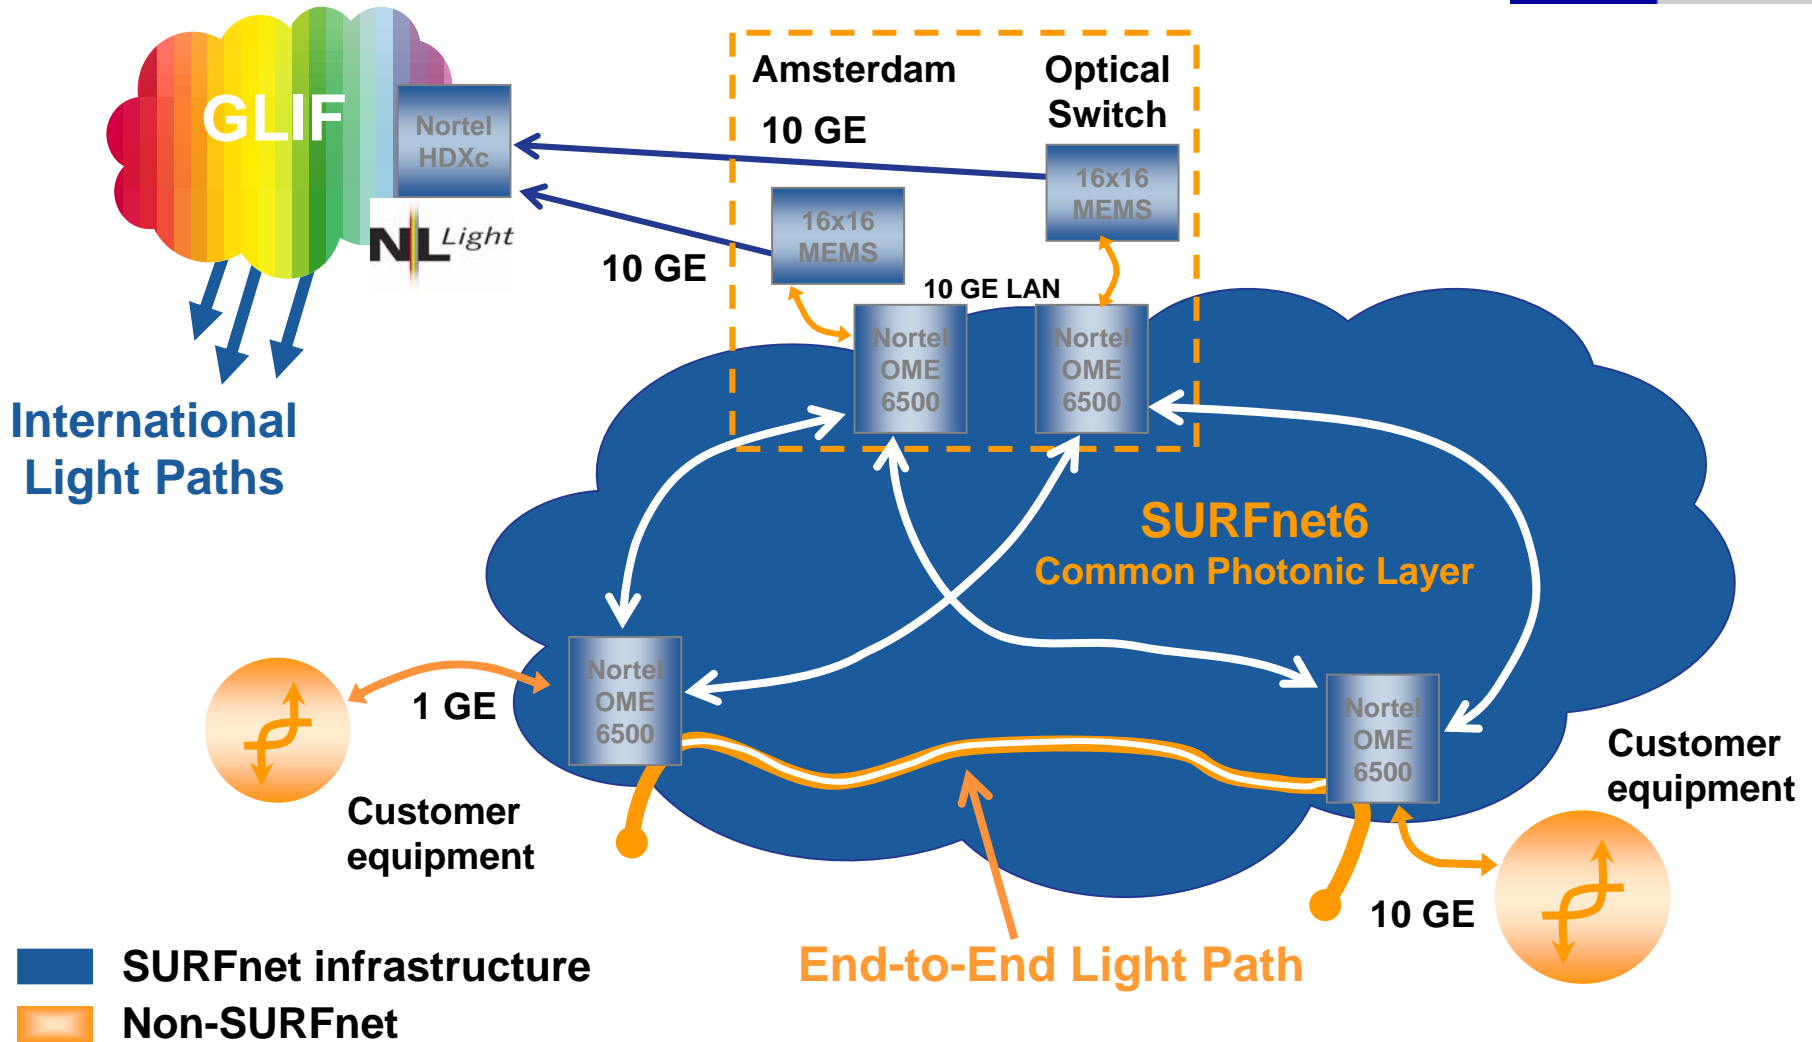 GLIF
Nortel
HDXc
NL Light
International
Light Paths
Amsterdam
Optical
Switch
10 GE
16x16
MEMS
16x16
MEMS
10 GE
10 GE LAN
Nortel
OME
6500
Nortel
OME
6500
SURFnet6
Common Photonic Layer
Nortel
OME
6500
1 GE
Customer
equipment
Nortel
OME
6500
Customer
equipment
10 GE
End-to-End Light Path
SURFnet infrastructure
Non-SURFnet